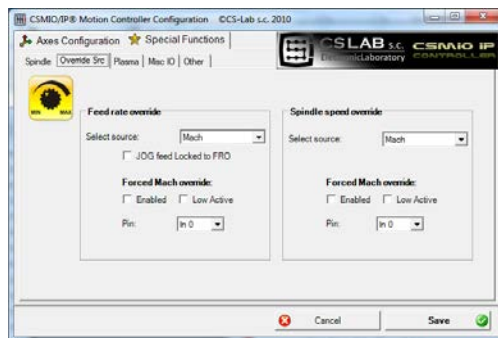 CSMIO/IP® Motion Controller Configuration ©CS-Lab s.c. 2010
Axes Configuration Special Functions
CSLAB s.c. CSMIO IP
ElectronicLaboratory CONTROLLER
Spindle Override Src Plasma Misc IO Other
MIN MAX
Feed rate override
Select source: Mach
JOG feed Locked to FRO
Forced Mach override:
Enabled Low Active
Pin: In 0
Spindle speed override
Select source: Mach
Forced Mach override:
Enabled Low Active
Pin: In 0
Cancel Save